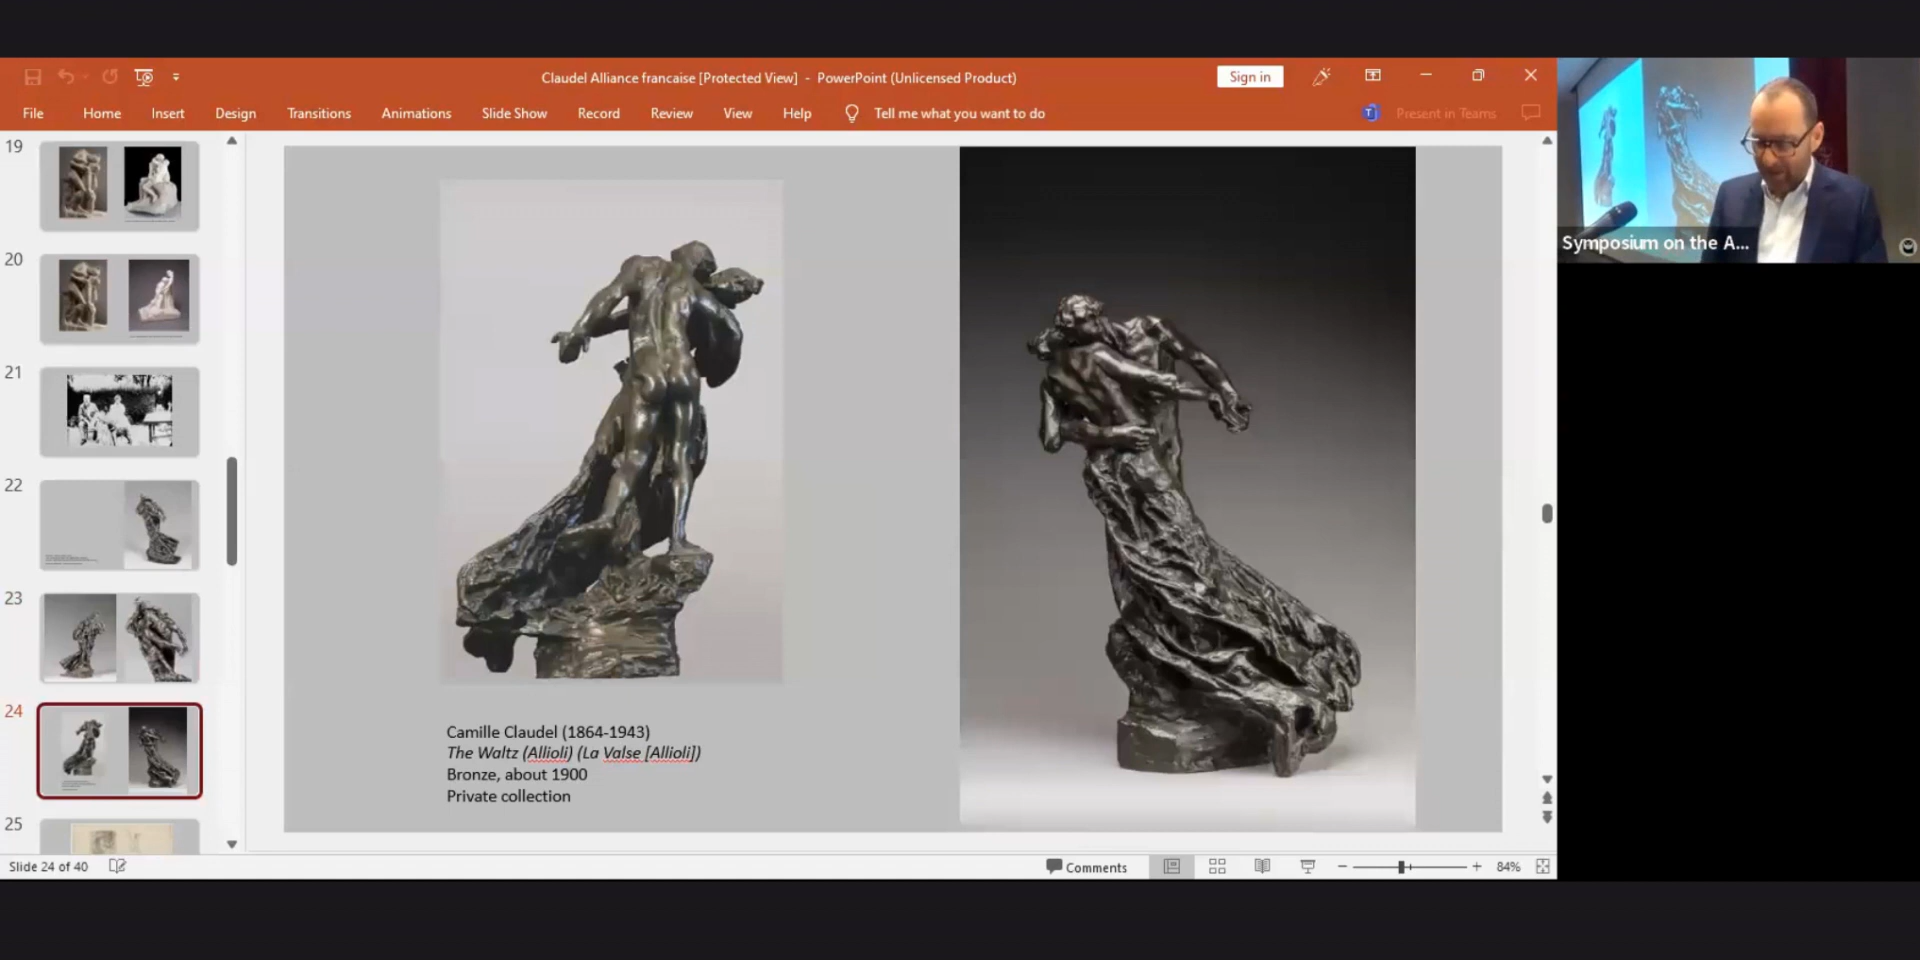 Claudel Alliance francaise [Protected View] - PowerPoint (Unlicensed Product)
Sign in
File Home Insert Design Transitions Animations Slide Show Record Review View Help Tell me what you want to do
Present in Teams
19
20
21
22
23
24
25
Camille Claudel (1864-1943)
The Waltz (Allioli) (La Valse [Allioli])
Bronze, about 1900
Private collection
Symposium on the A...
Slide 24 of 40
Comments
84%